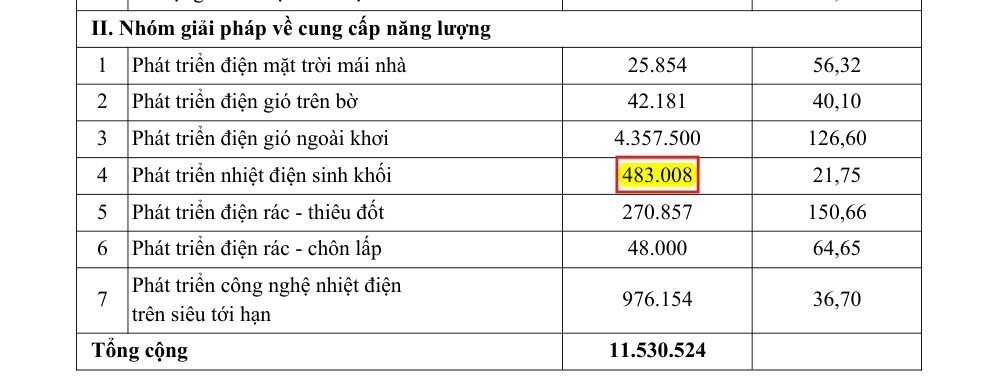 II. Nhóm giải pháp về cung cấp năng lượng
1 Phát triển điện mặt trời mái nhà 25.854 56,32
2 Phát triển điện gió trên bờ 42.181 40,10
3 Phát triển điện gió ngoài khơi 4.357.500 126,60
4 Phát triển nhiệt điện sinh khối 483.008 21,75
5 Phát triển điện rác - thiêu đốt 270.857 150,66
6 Phát triển điện rác - chôn lấp 48.000 64,65
7 Phát triển công nghệ nhiệt điện
trên siêu tới hạn 976.154 36,70
Tổng cộng 11.530.524